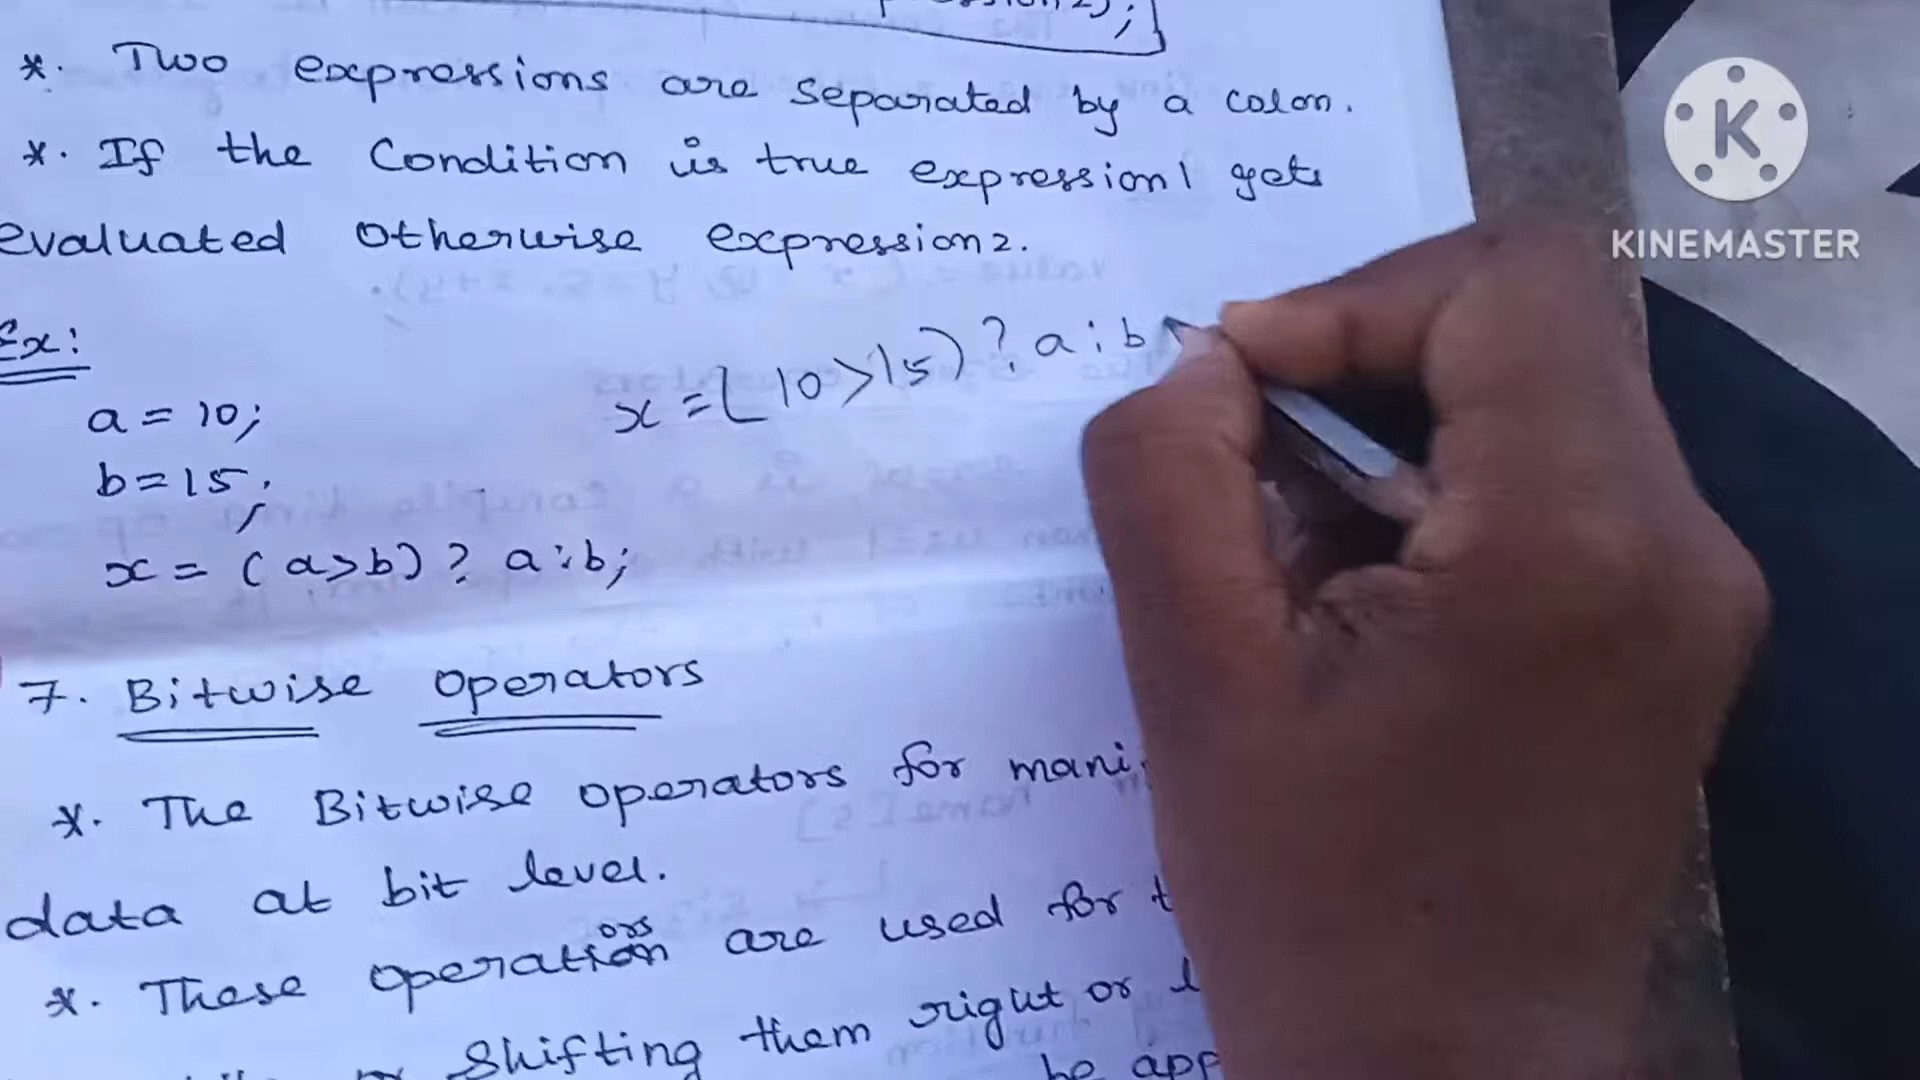 *. Two expressions are separated by a colon.
*. If the Condition is true expression1 gets
evaluated otherwise expression2.
Ex:
a = 10;
b = 15;
x = (a>b) ? a:b;
x = (10>15) ? a:b
7. Bitwise Operators
*. The Bitwise operators for
data at bit level.
*. These operationors are used for
Shifting them right or
be
K
KINEMASTER